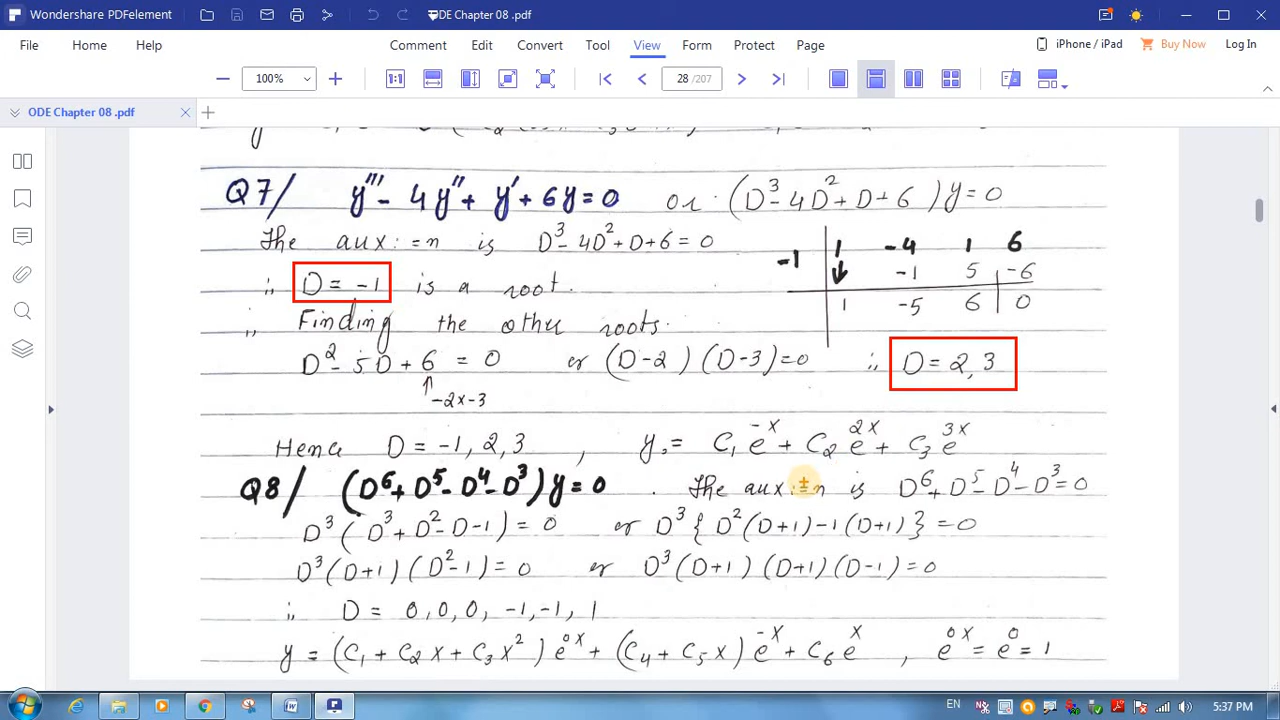 Wondershare PDFelement
ODE Chapter 08.pdf
File Home Help Comment Edit Convert Tool View Form Protect Page iPhone / iPad Buy Now Log In
100% 1:1 28 /207
ODE Chapter 08 .pdf
Q7/ y''' - 4y'' + y' + 6y = 0 or (D³ - 4D² + D + 6)y = 0
The aux: =n is D³ - 4D² + D + 6 = 0
-1 1 -4 1 6
-1 5 -6
1 -5 6 0
∴ D = -1 is a root.
∴ Finding the other roots.
D² - 5D + 6 = 0 or (D-2)(D-3)=0 ∴ D = 2, 3
↑ -2x-3
Hence D = -1, 2, 3 , y = C₁e⁻ˣ + C₂e²ˣ + C₃e³ˣ
Q8/ (D⁶ + D⁵ - D⁴ - D³)y = 0 . The aux: =n is D⁶ + D⁵ - D⁴ - D³ = 0
D³(D³ + D² - D - 1) = 0 or D³{D²(D+1) - 1(D+1)} = 0
D³(D+1)(D²-1) = 0 or D³(D+1)(D+1)(D-1) = 0
∴ D = 0, 0, 0, -1, -1, 1
y = (C₁ + C₂x + C₃x²)e⁰ˣ + (C₄ + C₅x)e⁻ˣ + C₆eˣ , e⁰ˣ = e⁰ = 1
EN 5:37 PM